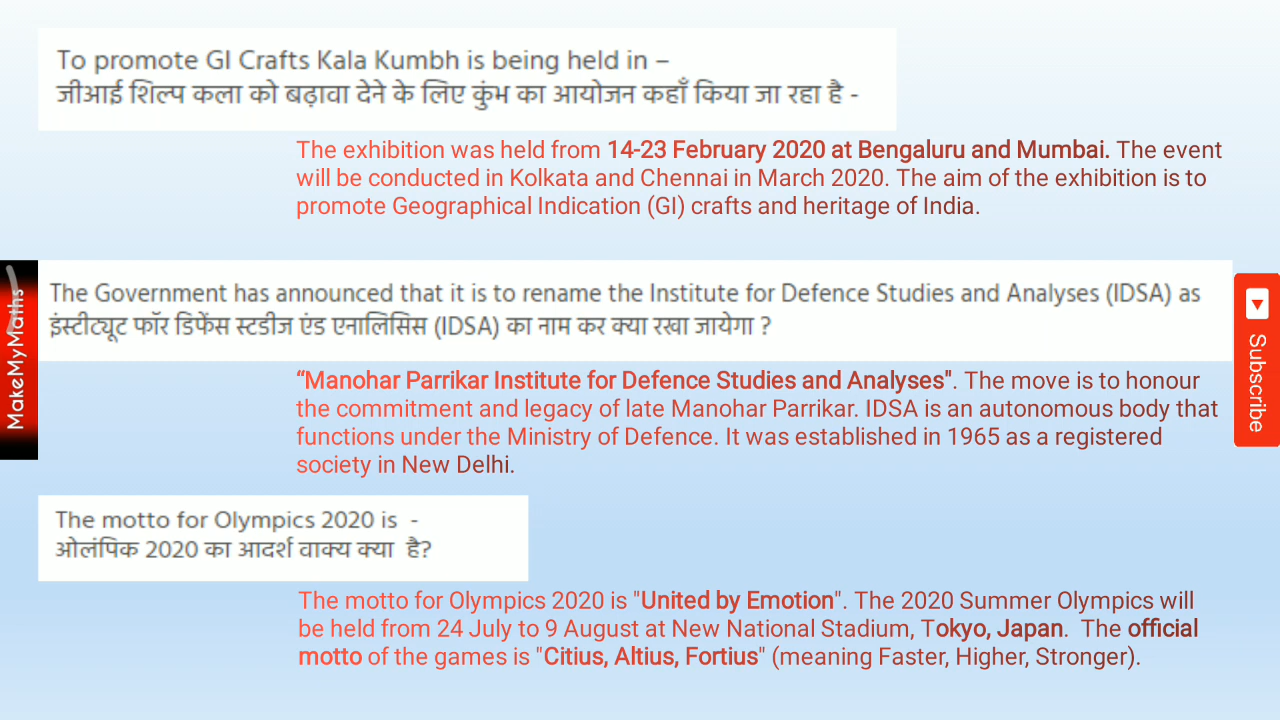 To promote GI Crafts Kala Kumbh is being held in –
जीआई शिल्प कला को बढ़ावा देने के लिए कुंभ का आयोजन कहाँ किया जा रहा है -
The exhibition was held from 14-23 February 2020 at Bengaluru and Mumbai. The event
will be conducted in Kolkata and Chennai in March 2020. The aim of the exhibition is to
promote Geographical Indication (GI) crafts and heritage of India.
The Government has announced that it is to rename the Institute for Defence Studies and Analyses (IDSA) as
इंस्टीट्यूट फॉर डिफेंस स्टडीज एंड एनालिसिस (IDSA) का नाम कर क्या रखा जायेगा ?
MakeMyMaths
Subscribe
“Manohar Parrikar Institute for Defence Studies and Analyses". The move is to honour
the commitment and legacy of late Manohar Parrikar. IDSA is an autonomous body that
functions under the Ministry of Defence. It was established in 1965 as a registered
society in New Delhi.
The motto for Olympics 2020 is -
ओलंपिक 2020 का आदर्श वाक्य क्या है?
The motto for Olympics 2020 is "United by Emotion". The 2020 Summer Olympics will
be held from 24 July to 9 August at New National Stadium, Tokyo, Japan. The official
motto of the games is "Citius, Altius, Fortius" (meaning Faster, Higher, Stronger).